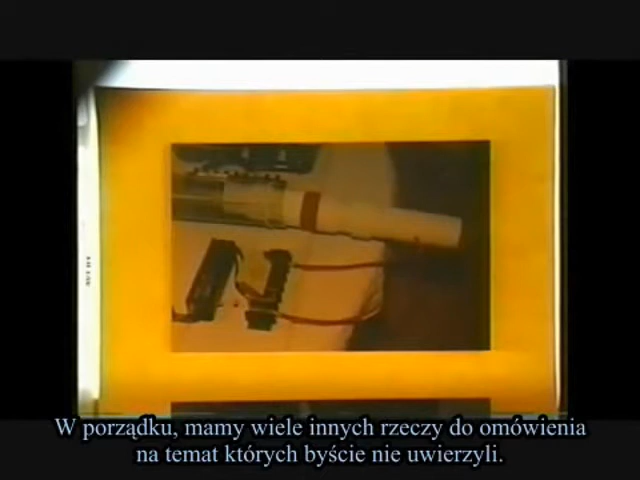 W porządku, mamy wiele innych rzeczy do omówienia
na temat których byście nie uwierzyli.